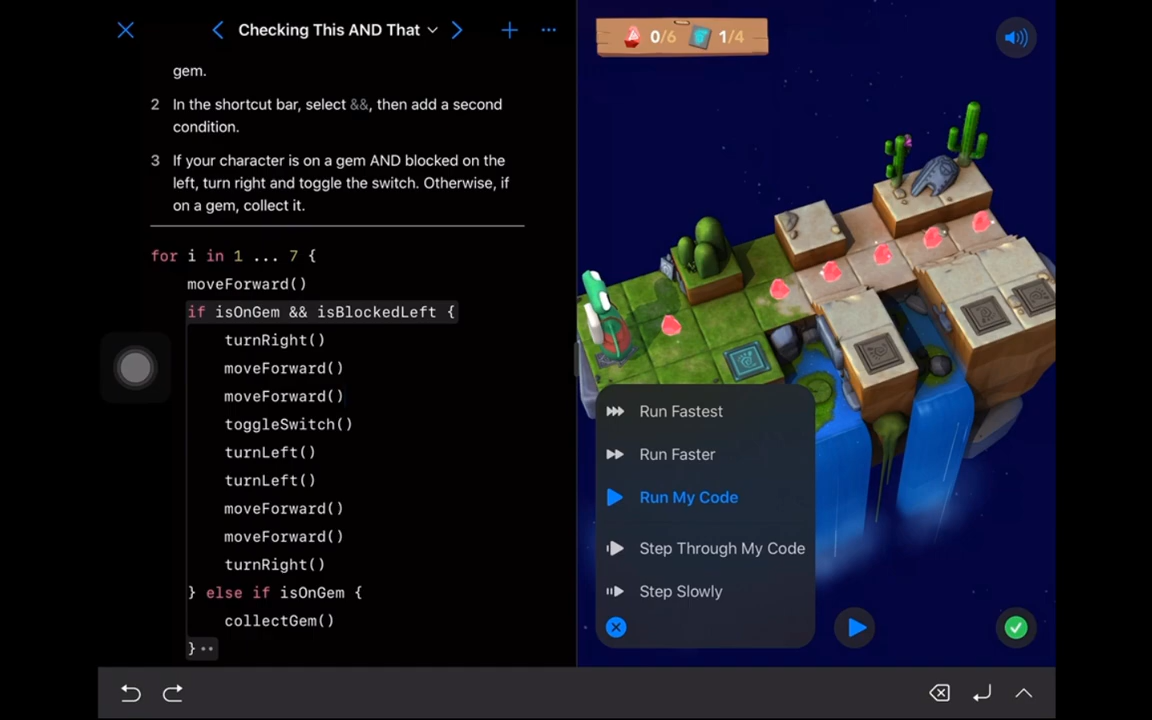 Checking This AND That
gem.
2 In the shortcut bar, select &&, then add a second
condition.
3 If your character is on a gem AND blocked on the
left, turn right and toggle the switch. Otherwise, if
on a gem, collect it.
for i in 1 ... 7 {
moveForward()
if isOnGem && isBlockedLeft {
turnRight()
moveForward()
moveForward()
toggleSwitch()
turnLeft()
turnLeft()
moveForward()
moveForward()
turnRight()
} else if isOnGem {
collectGem()
}
0/6 1/4
Run Fastest
Run Faster
Run My Code
Step Through My Code
Step Slowly